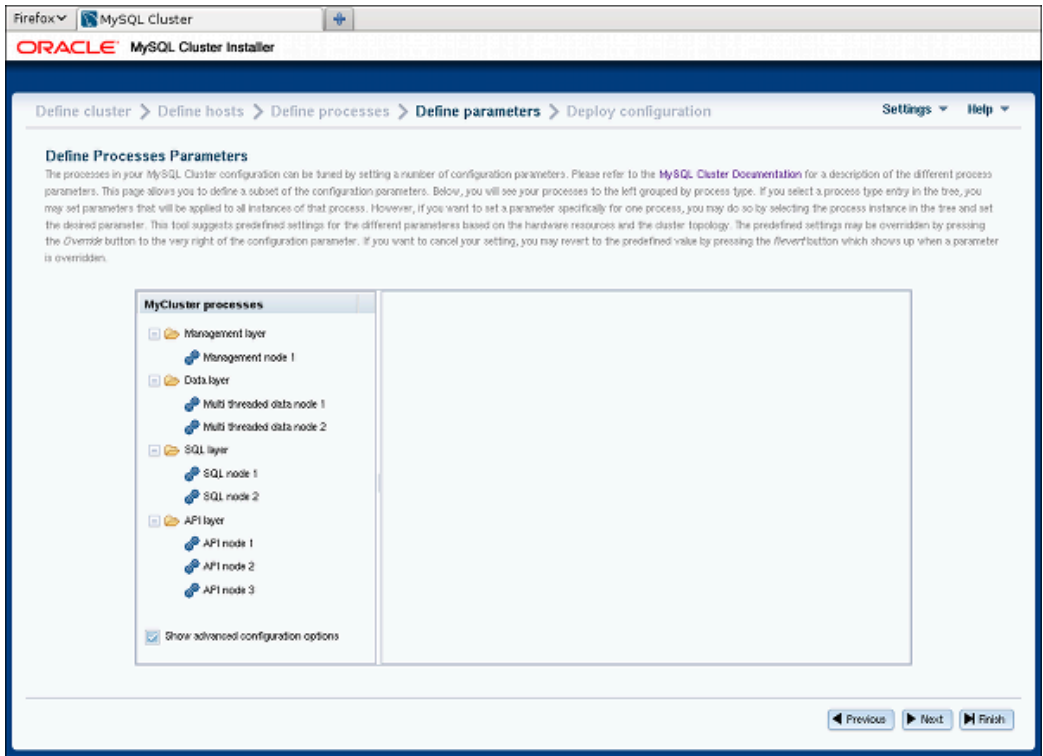 Firefox
MySQL Cluster
ORACLE MySQL Cluster Installer
Define cluster Define hosts Define processes Define parameters Deploy configuration Settings Help
Define Processes Parameters
The processes in your MySQL Cluster configuration can be tuned by setting a number of configuration parameters. Please refer to the MySQL Cluster Documentation for a description of the different process
parameters. This page allows you to define a subset of the configuration parameters. Below, you will see your processes to the left grouped by process type. If you select a process type entry in the tree, you
may set parameters that will be applied to all instances of that process. However, if you want to set a parameter specifically for one process, you may do so by selecting the process instance in the tree and set
the desired parameter. This tool suggests predefined settings for the different parameteres based on the hardware resources and the cluster topology. The predefined settings may be overridden by pressing
the Override button to the very right of the configuration parameter. If you want to cancel your setting, you may revert to the predefined value by pressing the Revert button which shows up when a parameter
is overridden.
MyCluster processes
Management layer
Management node 1
Data layer
Multi threaded data node 1
Multi threaded data node 2
SQL layer
SQL node 1
SQL node 2
API layer
API node 1
API node 2
API node 3
Show advanced configuration options
Previous Next Finish